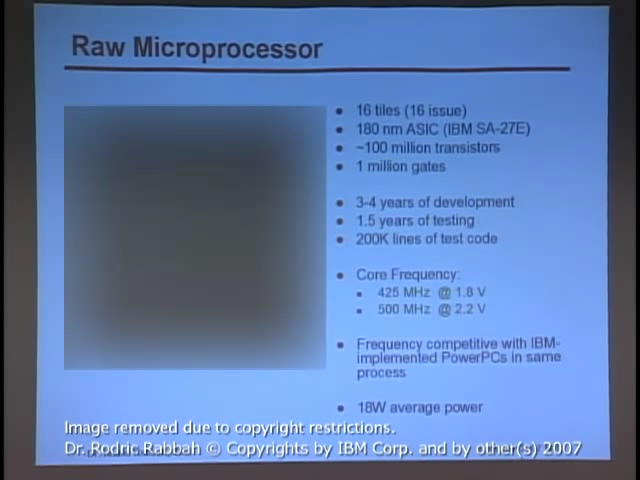 Raw Microprocessor
• 16 tiles (16 issue)
• 180 nm ASIC (IBM SA-27E)
• ~100 million transistors
• 1 million gates
• 3-4 years of development
• 1.5 years of testing
• 200K lines of test code
• Core Frequency:
▪ 425 MHz @ 1.8 V
▪ 500 MHz @ 2.2 V
• Frequency competitive with IBM-
implemented PowerPCs in same
process
• 18W average power
Image removed due to copyright restrictions.
Dr. Rodric Rabbah © Copyrights by IBM Corp. and by other(s) 2007